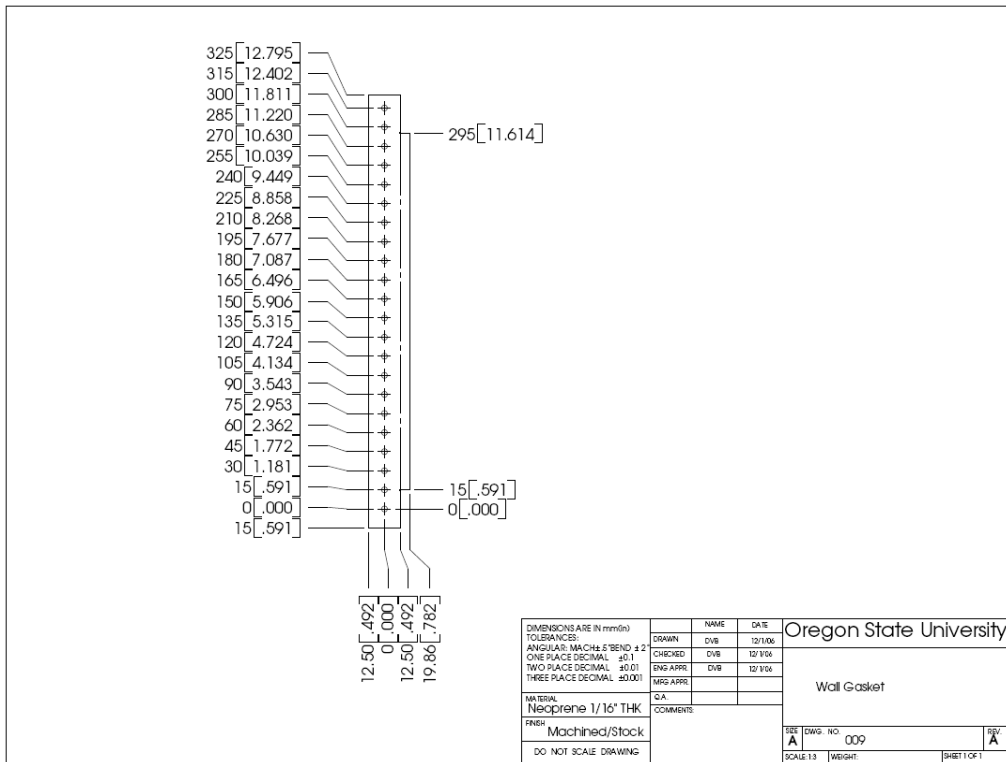 325[12.795]
315[12.402]
300[11.811]
285[11.220]
270[10.630]
255[10.039]
240[9.449]
225[8.858]
210[8.268]
195[7.677]
180[7.087]
165[6.496]
150[5.906]
135[5.315]
120[4.724]
105[4.134]
90[3.543]
75[2.953]
60[2.362]
45[1.772]
30[1.181]
15[.591]
0[.000]
15[.591]
295[11.614]
15[.591]
0[.000]
12.50[.492]
0[.000]
12.50[.492]
19.86[.782]
DIMENSIONS ARE IN mm(in)
TOLERANCES:
ANGULAR: MACH± .5° BEND ± 2°
ONE PLACE DECIMAL ±0.1
TWO PLACE DECIMAL ±0.01
THREE PLACE DECIMAL ±0.001
MATERIAL
Neoprene 1/16" THK
FINISH
Machined/Stock
DO NOT SCALE DRAWING
NAME DATE
DRAWN DVB 12/1/06
CHECKED DVB 12/1/06
ENG APPR. DVB 12/1/06
MFG APPR.
Q.A.
COMMENTS:
Oregon State University
Wall Gasket
SIZE A DWG. NO. 009 REV. A
SCALE:1:3 WEIGHT: SHEET 1 OF 1